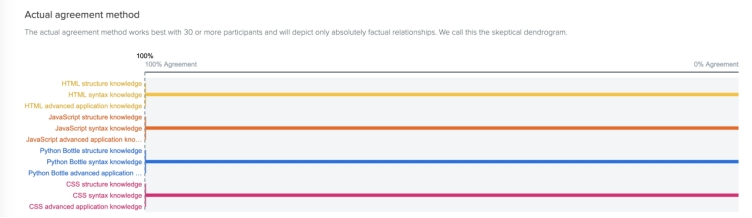 Actual agreement method
The actual agreement method works best with 30 or more participants and will depict only absolutely factual relationships. We call this the skeptical dendrogram.
100%
100% Agreement 0% Agreement
HTML structure knowledge
HTML syntax knowledge
HTML advanced application knowledge
JavaScript structure knowledge
JavaScript syntax knowledge
JavaScript advanced application kno...
Python Bottle structure knowledge
Python Bottle syntax knowledge
Python Bottle advanced application ...
CSS structure knowledge
CSS syntax knowledge
CSS advanced application knowledge